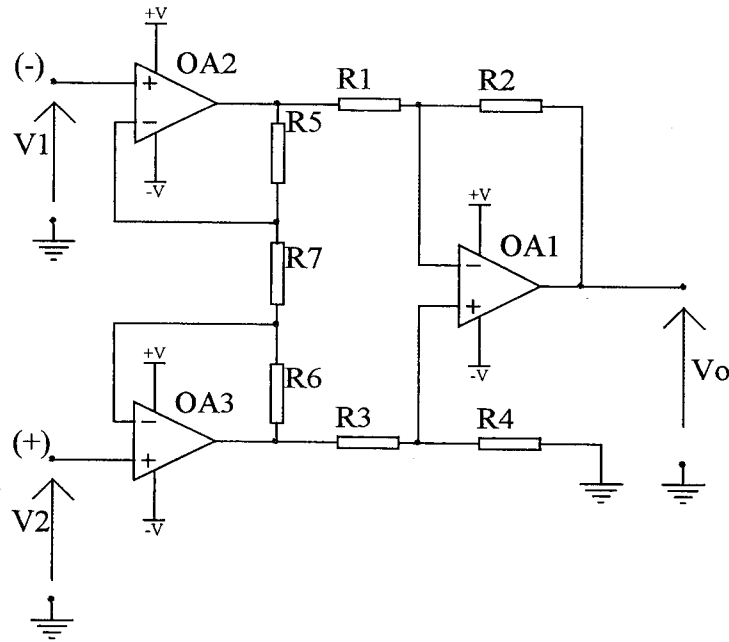 +V
(-)
OA2
R1
R2
+
−
R5
V1
-V
+V
R7
OA1
−
+
+V
R6
-V
Vo
OA3
R3
R4
(+)
−
+
V2
-V